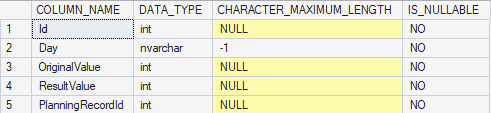 COLUMN_NAME DATA_TYPE CHARACTER_MAXIMUM_LENGTH IS_NULLABLE
1 Id int NULL NO
2 Day nvarchar -1 NO
3 OriginalValue int NULL NO
4 ResultValue int NULL NO
5 PlanningRecordId int NULL NO